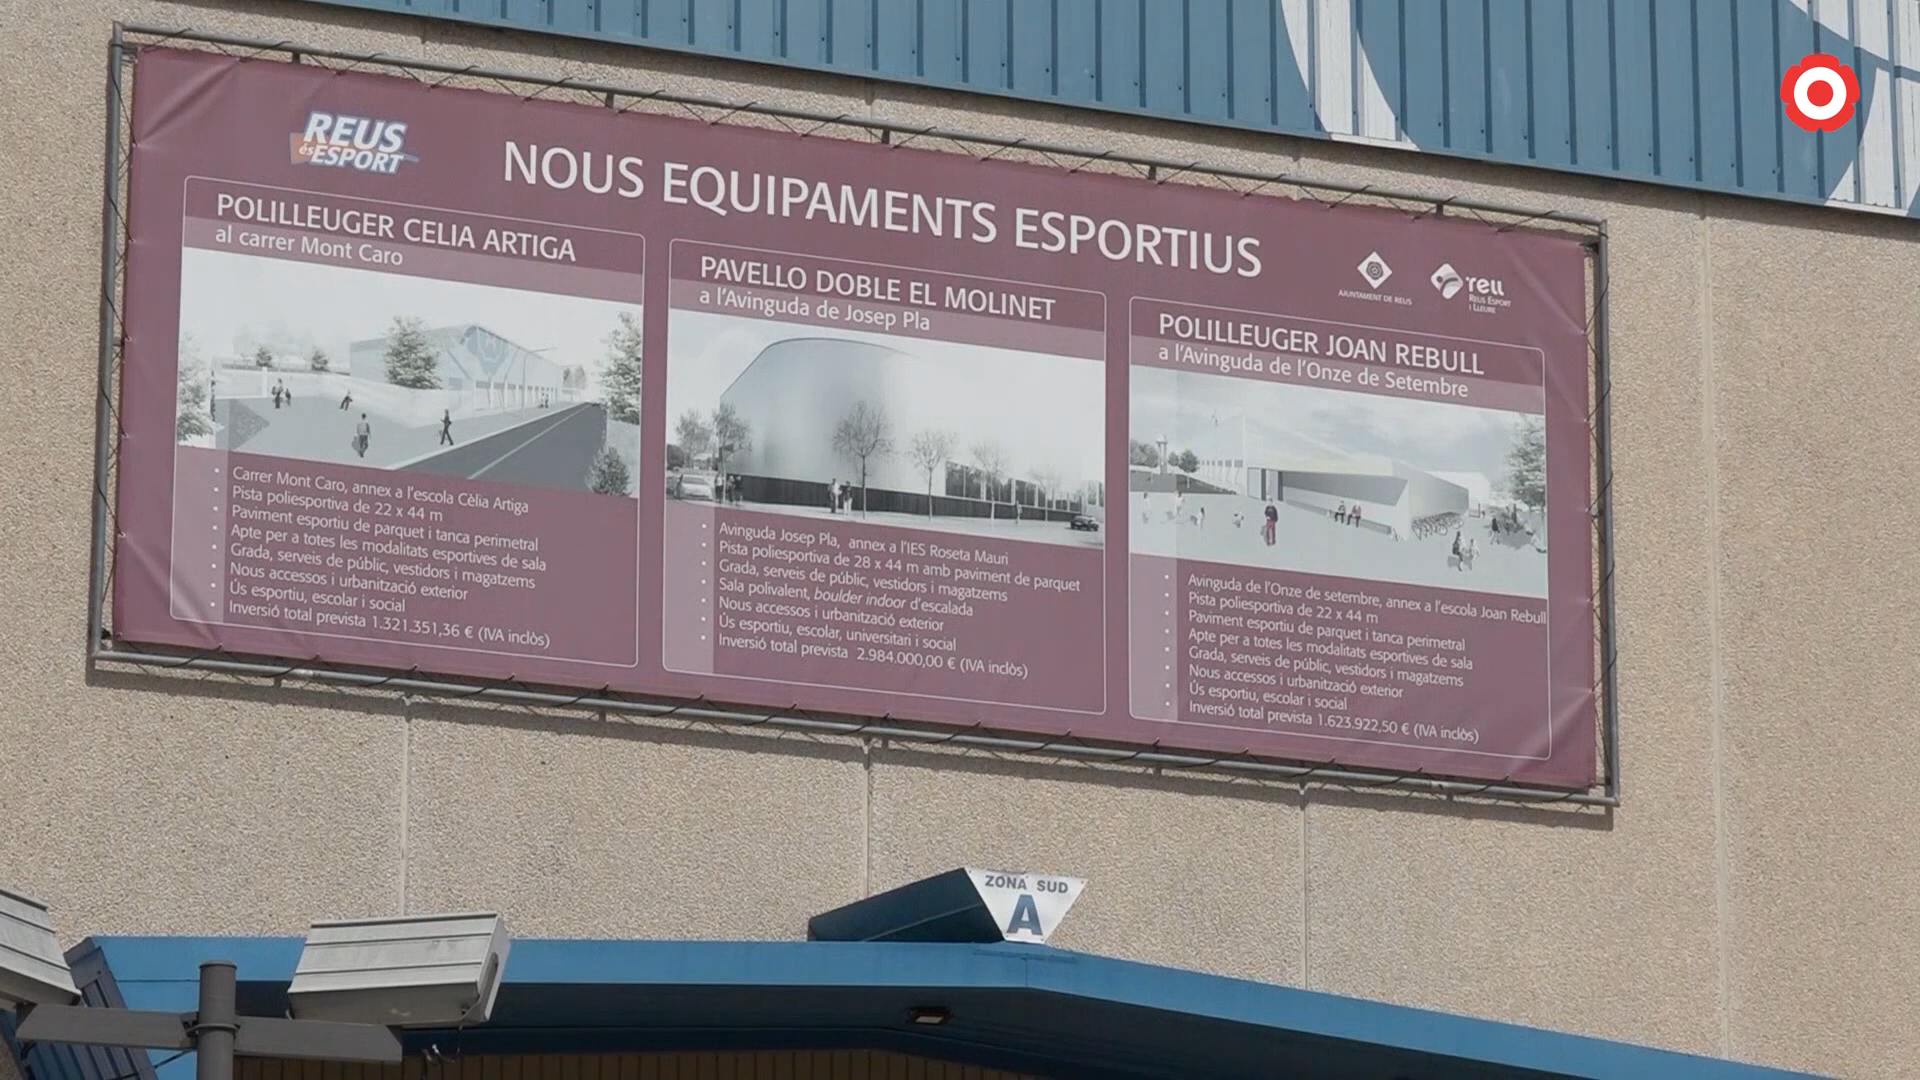 REUS
és ESPORT
NOUS EQUIPAMENTS ESPORTIUS
AJUNTAMENT DE REUS
rell
REUS ESPORT
I LLEURE
POLILLEUGER CELIA ARTIGA
al carrer Mont Caro
Carrer Mont Caro, annex a l'escola Cèlia Artiga
Pista poliesportiva de 22 x 44 m
Paviment esportiu de parquet i tanca perimetral
Apte per a totes les modalitats esportives de sala
Grada, serveis de públic, vestidors i magatzems
Nous accessos i urbanització exterior
Ús esportiu, escolar i social
Inversió total prevista 1.321.351,36 € (IVA inclòs)
PAVELLO DOBLE EL MOLINET
a l'Avinguda de Josep Pla
Avinguda Josep Pla, annex a l'IES Roseta Mauri
Pista poliesportiva de 28 x 44 m amb paviment de parquet
Grada, serveis de públic, vestidors i magatzems
Sala polivalent, boulder indoor d'escalada
Nous accessos i urbanització exterior
Ús esportiu, escolar, universitari i social
Inversió total prevista 2.984.000,00 € (IVA inclòs)
POLILLEUGER JOAN REBULL
a l'Avinguda de l'Onze de Setembre
Avinguda de l'Onze de setembre, annex a l'escola Joan Rebull
Pista poliesportiva de 22 x 44 m
Paviment esportiu de parquet i tanca perimetral
Apte per a totes les modalitats esportives de sala
Grada, serveis de públic, vestidors i magatzems
Nous accessos i urbanització exterior
Ús esportiu, escolar i social
Inversió total prevista 1.623.922,50 € (IVA inclòs)
ZONA SUD
A